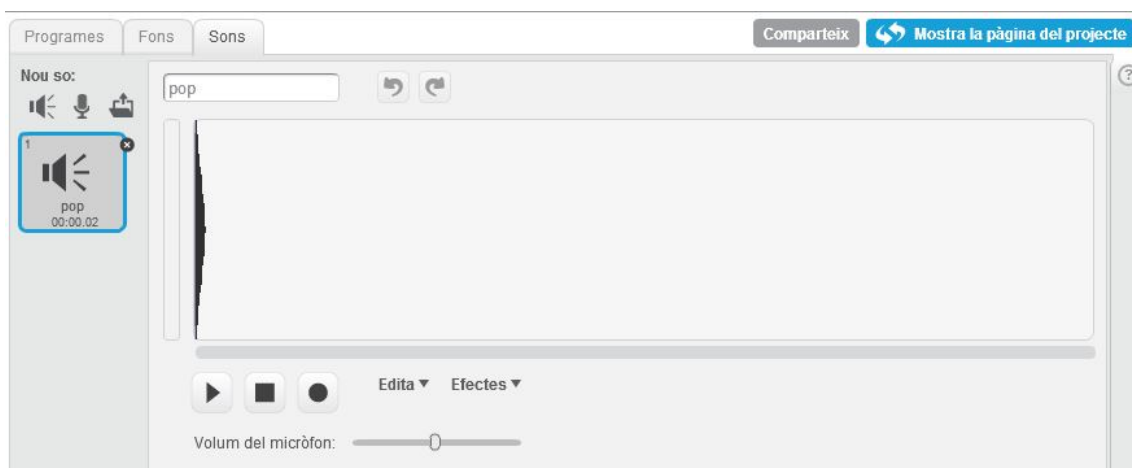 Programes Fons Sons Comparteix Mostra la pàgina del projecte
Nou so:
pop
?
1
pop
00:00.02
Edita Efectes
Volum del micròfon: